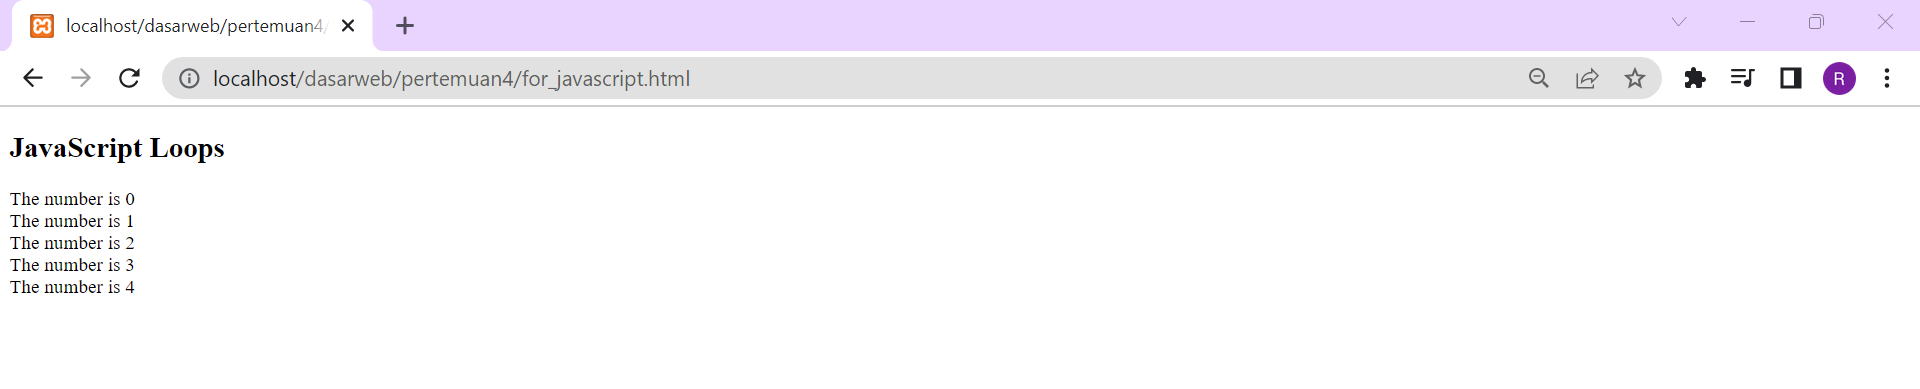 localhost/dasarweb/pertemuan4/
localhost/dasarweb/pertemuan4/for_javascript.html
R
JavaScript Loops
The number is 0
The number is 1
The number is 2
The number is 3
The number is 4